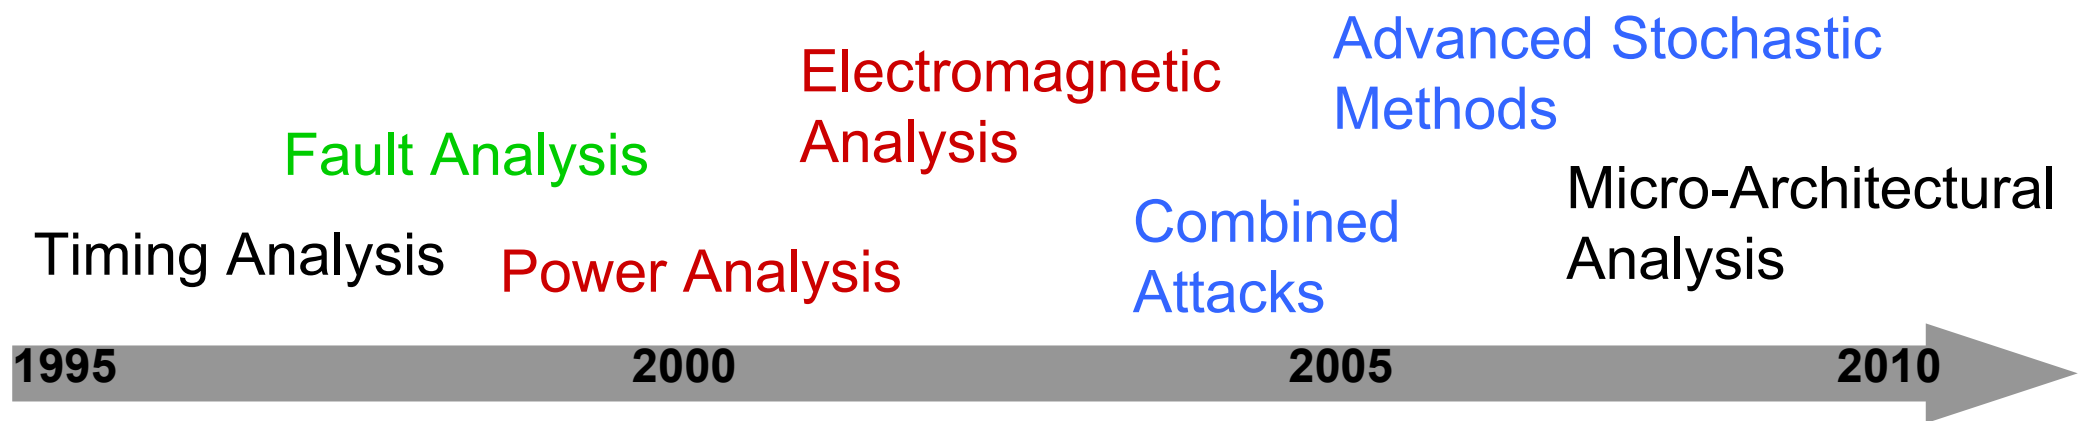 Advanced Stochastic
Methods
Electromagnetic
Analysis
Fault Analysis
Micro-Architectural
Analysis
Combined
Attacks
Timing Analysis
Power Analysis
1995 2000 2005 2010